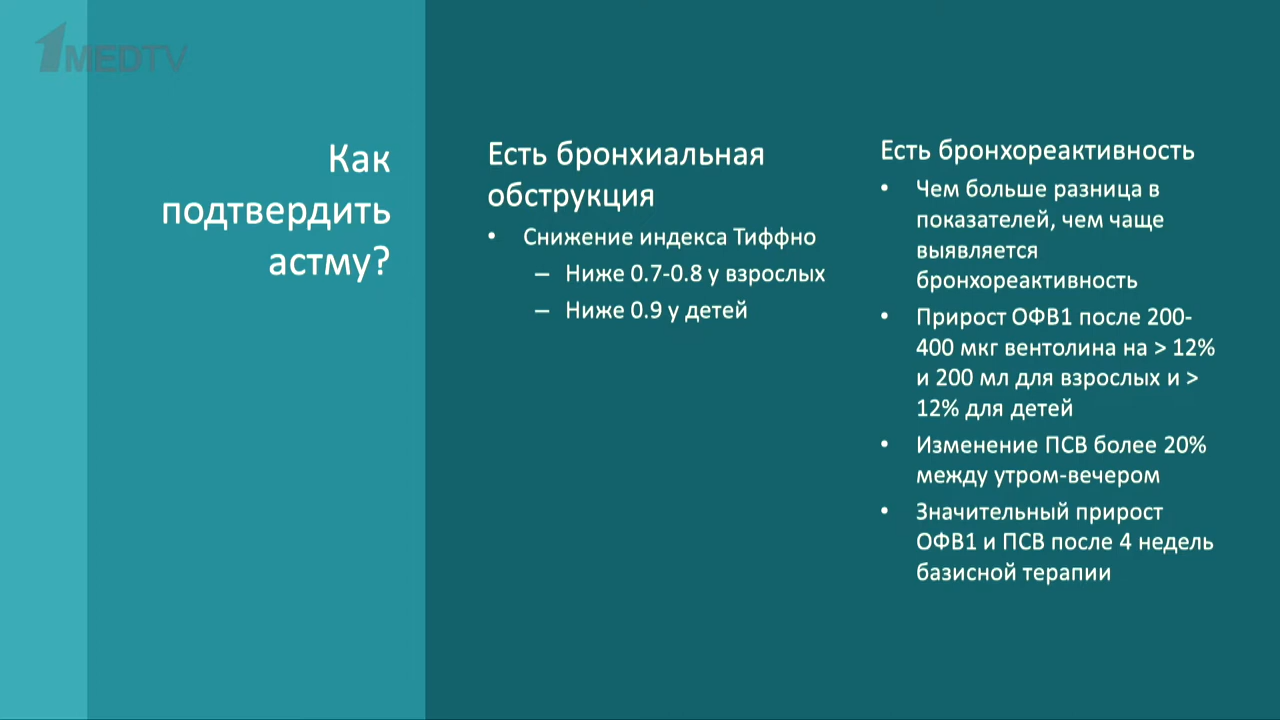 1MEDTV
Как
подтвердить
астму?
Есть бронхиальная
обструкция
• Снижение индекса Тиффно
– Ниже 0.7-0.8 у взрослых
– Ниже 0.9 у детей
Есть бронхореактивность
• Чем больше разница в
показателей, чем чаще
выявляется
бронхореактивность
• Прирост ОФВ1 после 200-
400 мкг вентолина на > 12%
и 200 мл для взрослых и >
12% для детей
• Изменение ПСВ более 20%
между утром-вечером
• Значительный прирост
ОФВ1 и ПСВ после 4 недель
базисной терапии